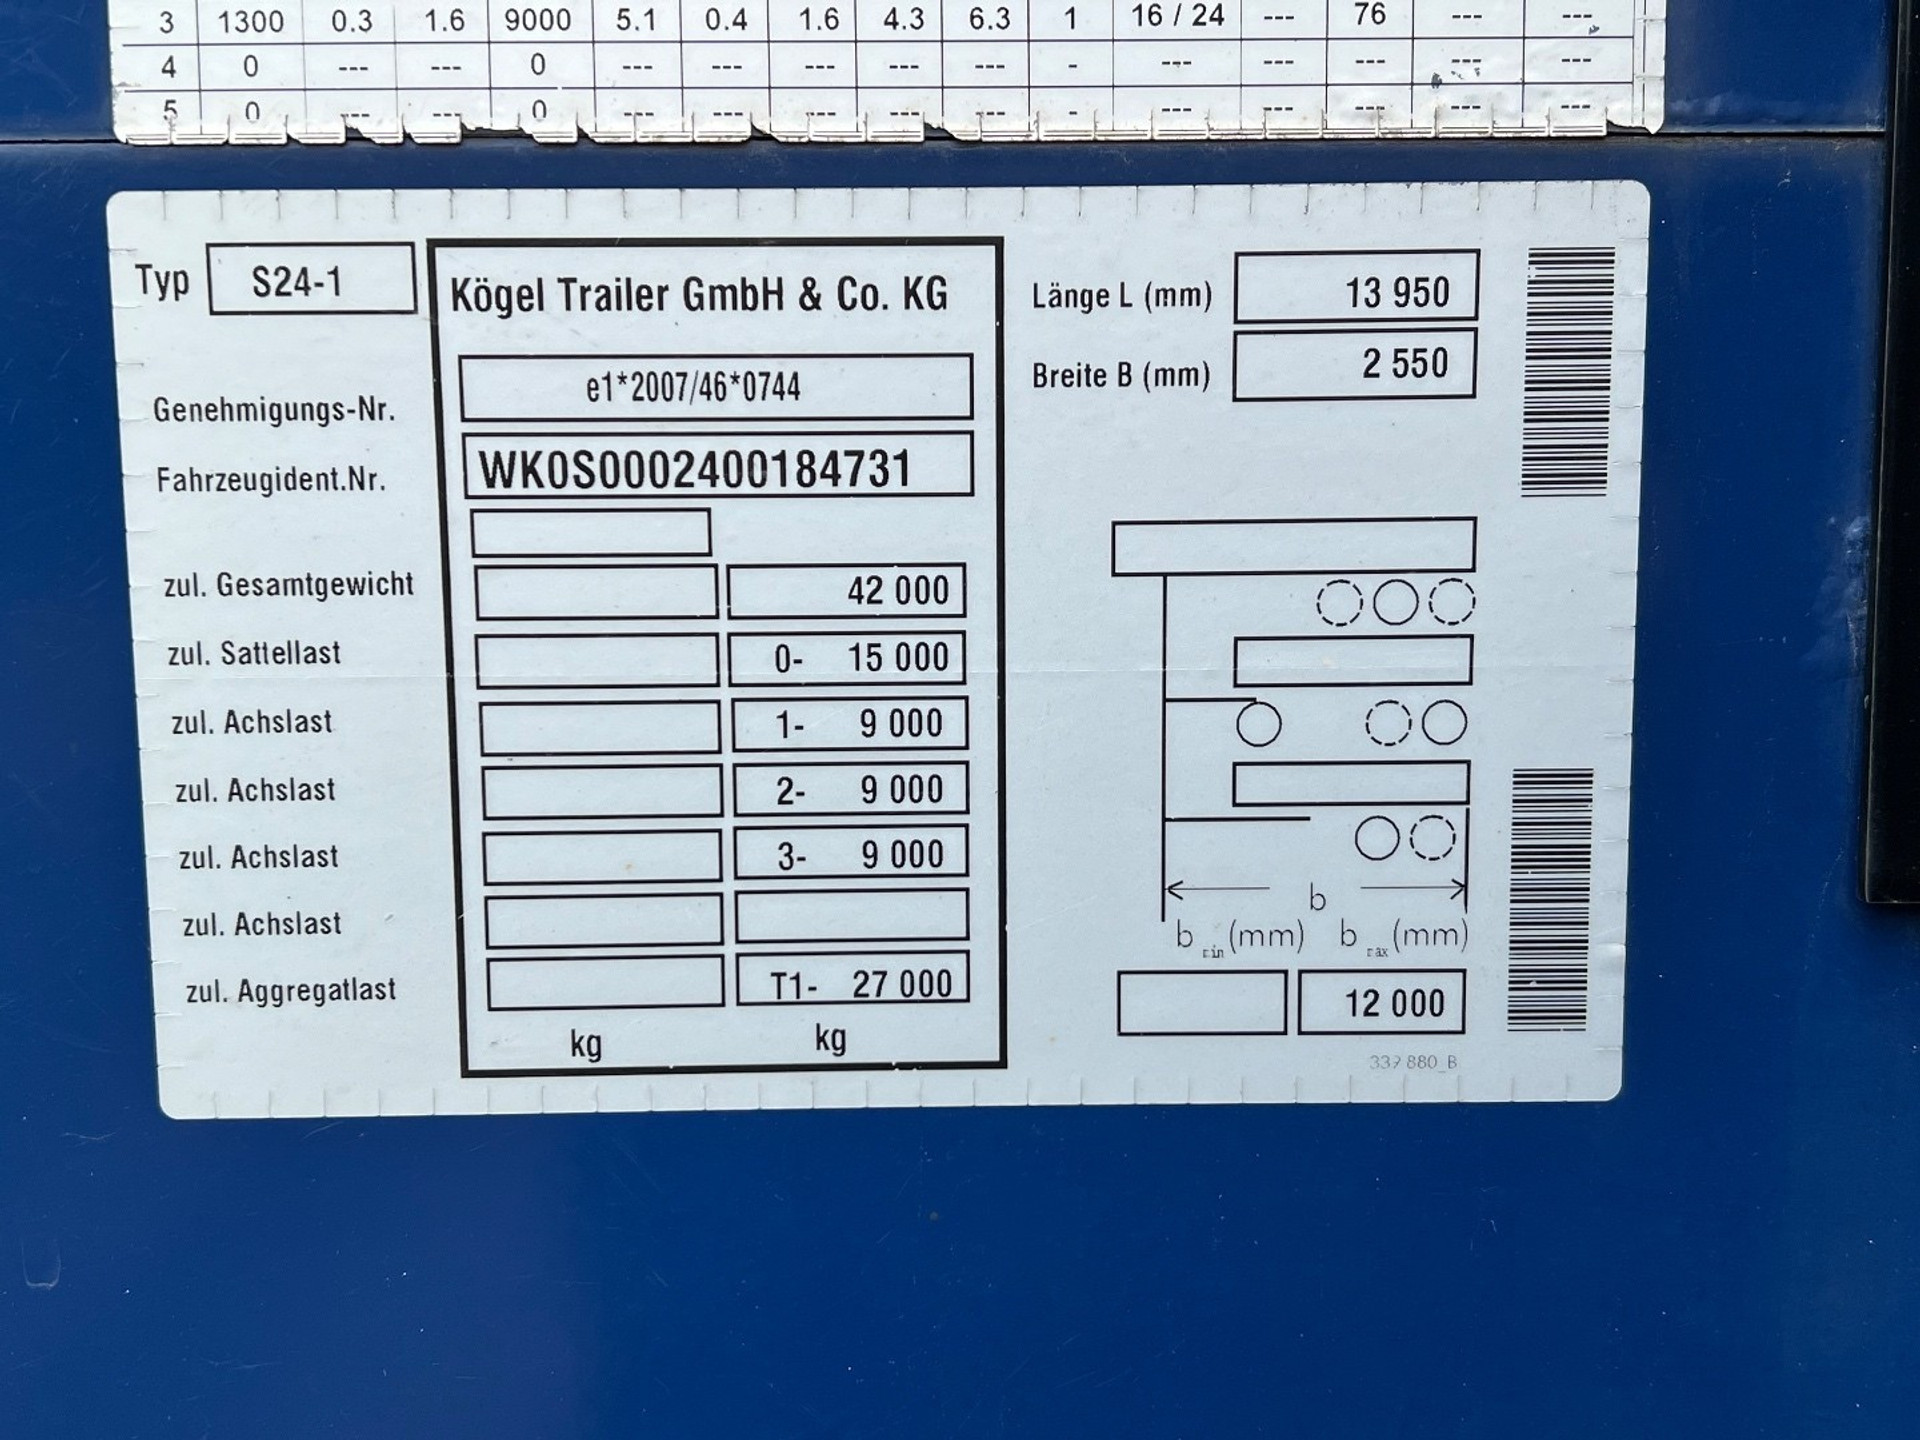 3 1300 0.3 1.6 9000 5.1 0.4 1.6 4.3 6.3 1 16 / 24 --- 76 --- ---
4 0 --- --- 0 --- --- --- --- --- - --- --- --- --- ---
5 0 --- --- 0 --- --- --- --- --- - --- --- --- --- ---
Typ S24-1
Kögel Trailer GmbH & Co. KG
Länge L (mm) 13 950
Breite B (mm) 2 550
Genehmigungs-Nr. e1*2007/46*0744
Fahrzeugident.Nr. WK0S0002400184731
zul. Gesamtgewicht 42 000
zul. Sattellast 0- 15 000
zul. Achslast 1- 9 000
zul. Achslast 2- 9 000
zul. Achslast 3- 9 000
zul. Achslast
zul. Aggregatlast T1- 27 000
kg kg
b
b min (mm) b max (mm)
12 000
339 880_B